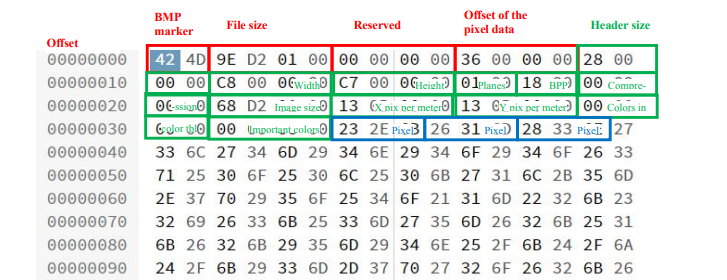 BMP marker File size Reserved Offset of the pixel data Header size
Offset
00000000 42 4D 9E D2 01 00 00 00 00 00 36 00 00 00 28 00
00000010 00 00 C8 00 00 00 Width C7 00 00 00 Height 01 00 Planes 18 00 BPP 00 00 Compre-
00000020 00 00 -ssion 68 D2 Image size 13 X pix per meter 13 Y pix per meter 00 00 Colors in
00000030 color tbl 00 Important colors 23 2E Pixel 26 31 Pixel 28 33 Pixel 27
00000040 33 6C 27 34 6D 29 34 6E 29 34 6F 29 34 6F 26 33
00000050 71 25 30 6F 25 30 6C 25 30 6B 27 31 6C 2B 35 6D
00000060 2E 37 70 29 35 6F 25 34 6F 21 31 6D 22 32 6B 23
00000070 32 69 26 33 6B 25 33 6D 27 35 6D 26 32 6B 25 31
00000080 6B 26 32 6B 29 35 6D 29 34 6E 25 2F 6B 24 2F 6A
00000090 24 2F 6B 29 33 6D 2D 37 70 27 32 6F 26 32 6B 26